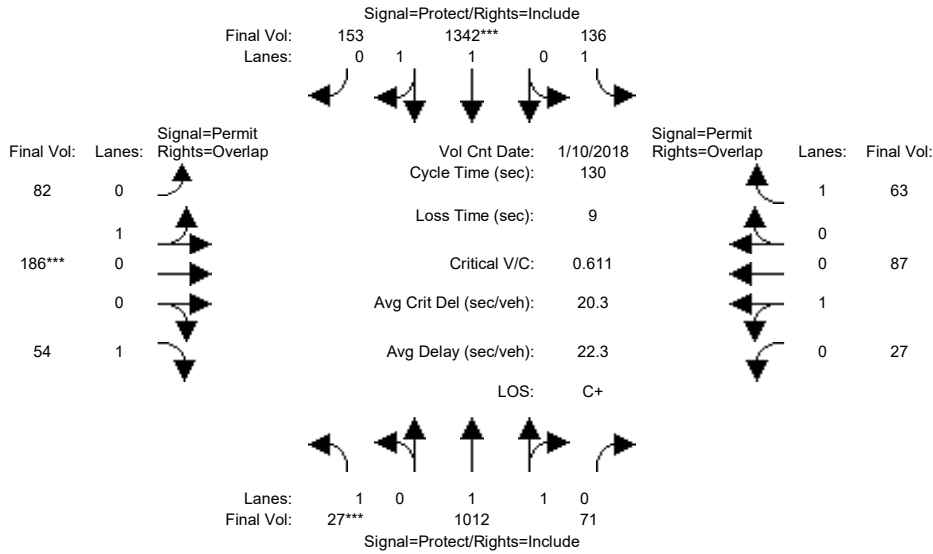 Signal=Protect/Rights=Include
Final Vol: 153 1342*** 136
Lanes: 0 1 1 0 1
Signal=Permit Signal=Permit
Final Vol: Lanes: Rights=Overlap Vol Cnt Date: 1/10/2018 Rights=Overlap Lanes: Final Vol:
Cycle Time (sec): 130
82 0 1 63
Loss Time (sec): 9
1 0
186*** 0 Critical V/C: 0.611 0 87
0 Avg Crit Del (sec/veh): 20.3 1
54 1 Avg Delay (sec/veh): 22.3 0 27
LOS: C+
Lanes: 1 0 1 1 0
Final Vol: 27*** 1012 71
Signal=Protect/Rights=Include